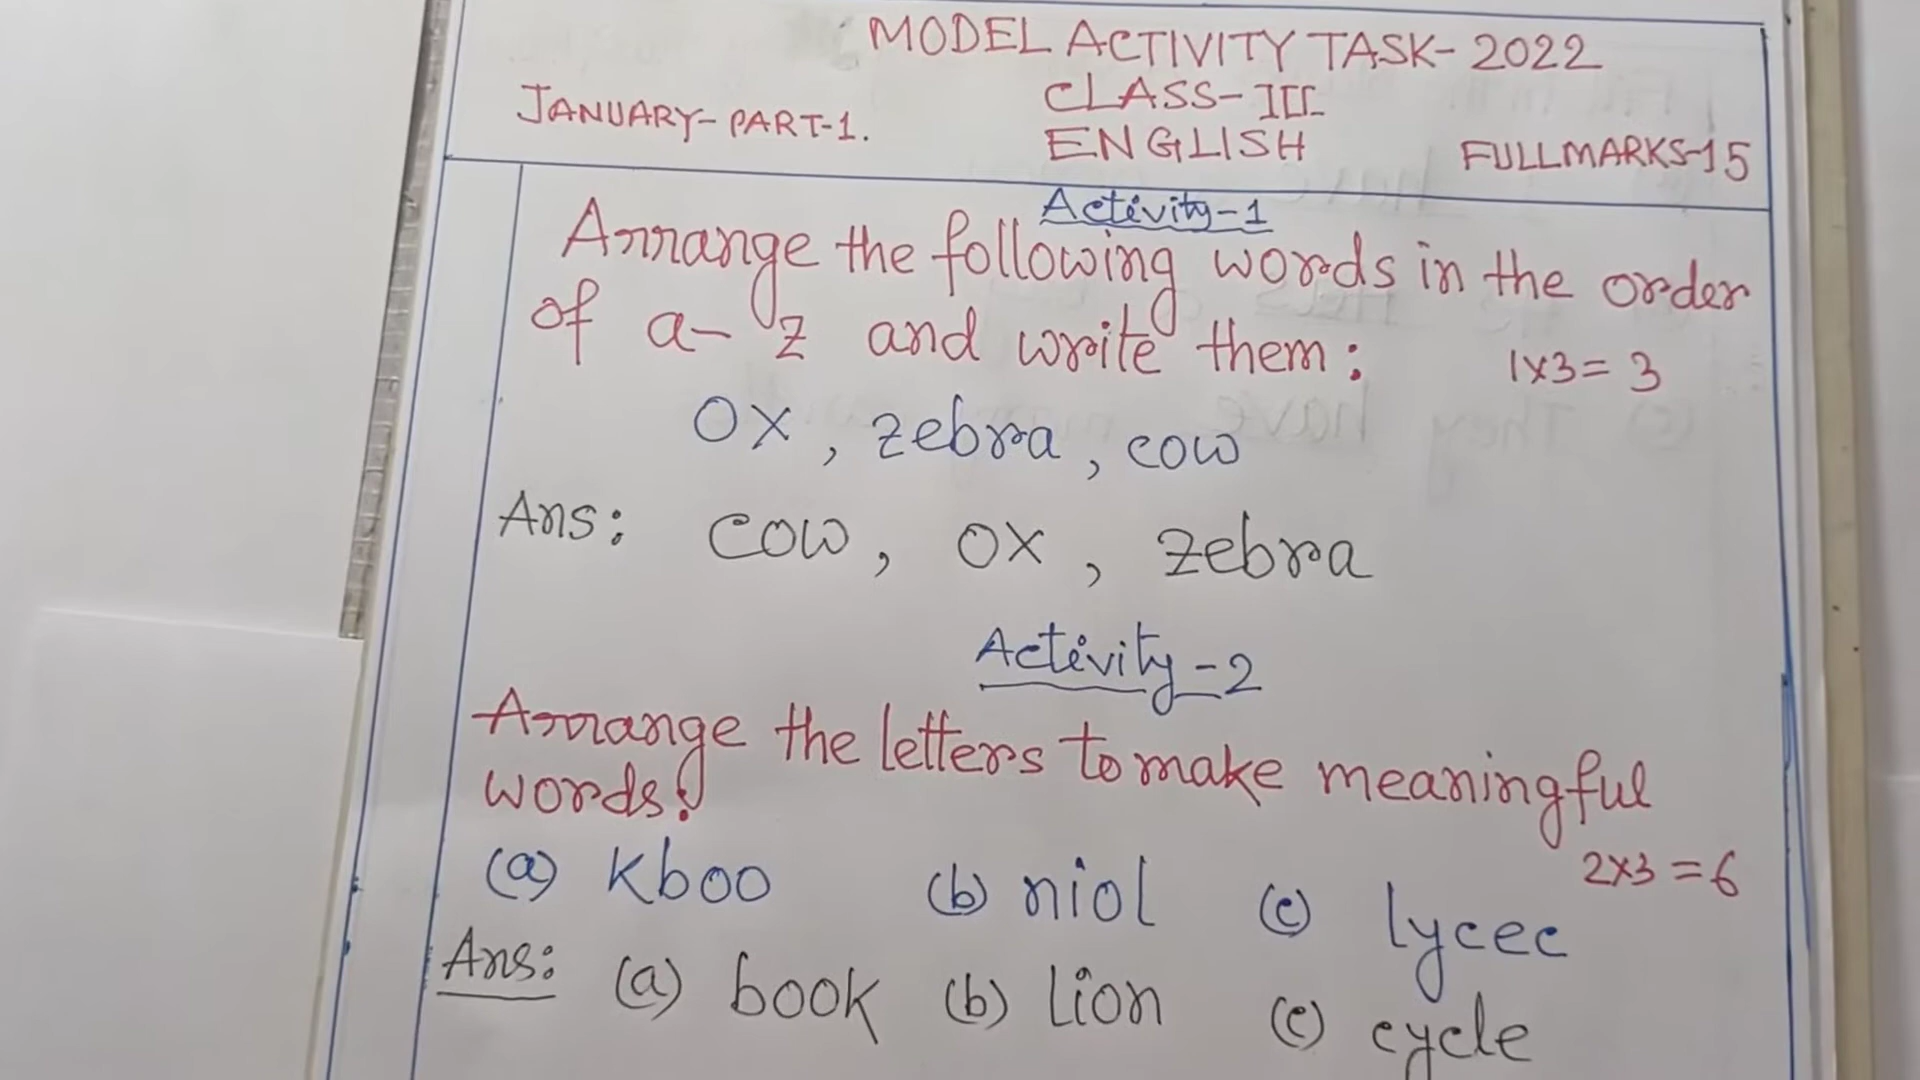 MODEL ACTIVITY TASK- 2022
CLASS-III
JANUARY- PART-1.
ENGLISH
FULLMARKS-15
Activity-1
Arrange the following words in the order
of a- z and write them:
1x3= 3
ox, zebra, cow
Ans: cow, ox, zebra
Activity-2
Arrange the letters to make meaningful
words:
2x3 = 6
(a) kboo (b) niol (c) lycec
Ans: (a) book (b) Lion (c) cycle